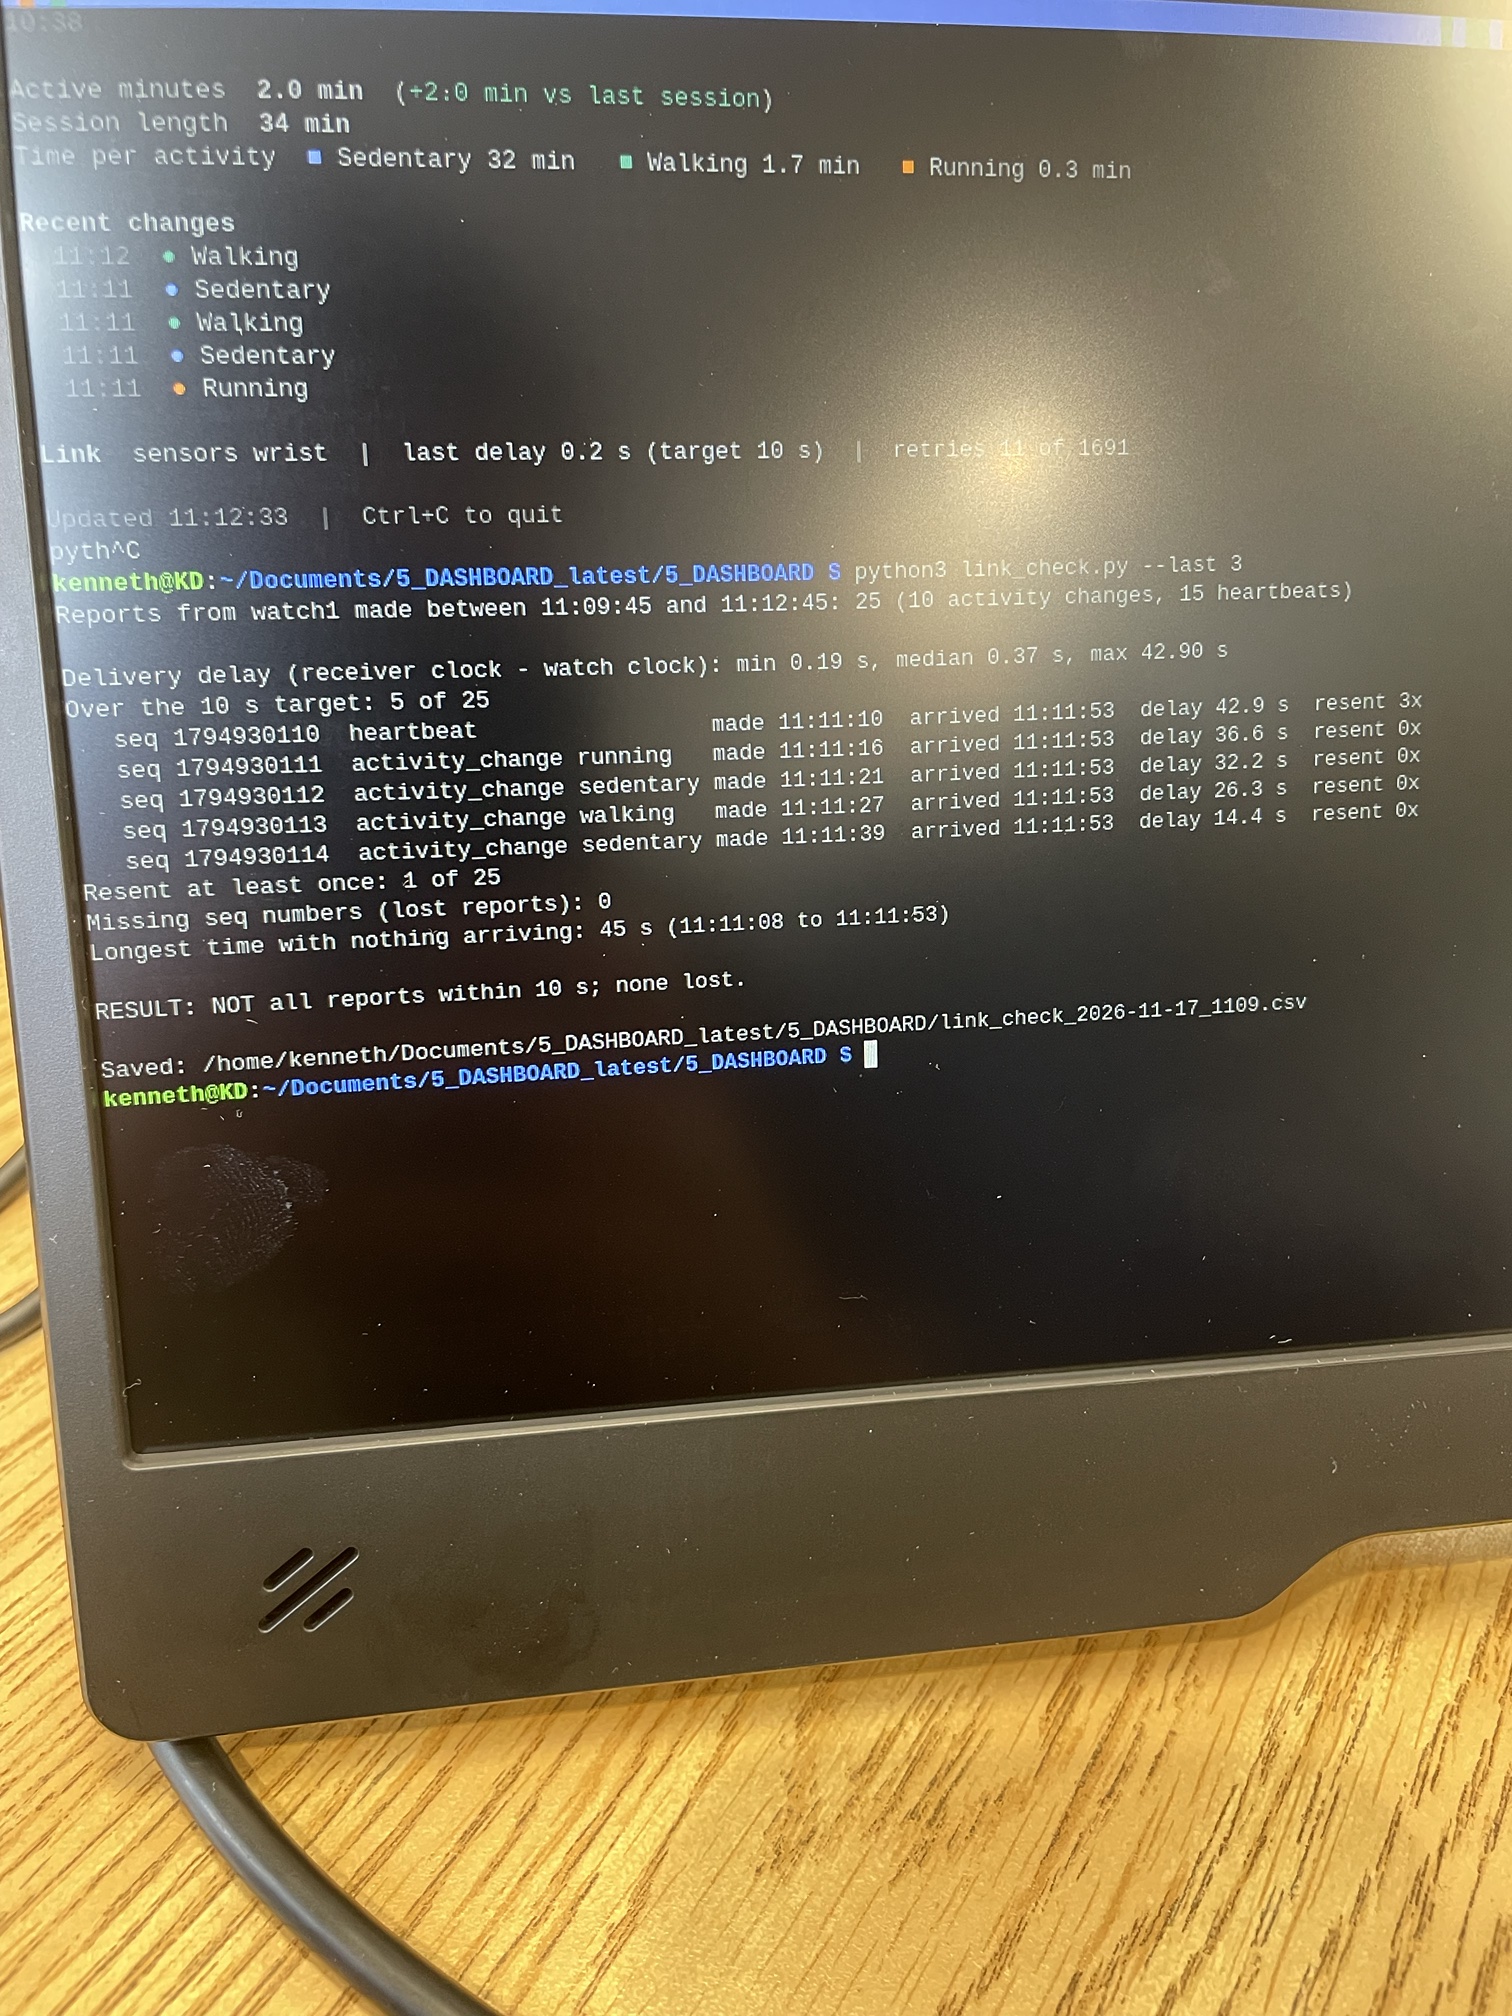 10:38
Active minutes 2.0 min (+2:0 min vs last session)
Session length 34 min
Time per activity Sedentary 32 min Walking 1.7 min Running 0.3 min
Recent changes
11:12 Walking
11:11 Sedentary
11:11 Walking
11:11 Sedentary
11:11 Running
Link sensors wrist | last delay 0.2 s (target 10 s) | retries 11 of 1691
Updated 11:12:33 | Ctrl+C to quit
pyth^C
kenneth@KD:~/Documents/5_DASHBOARD_latest/5_DASHBOARD $ python3 link_check.py --last 3
Reports from watch1 made between 11:09:45 and 11:12:45: 25 (10 activity changes, 15 heartbeats)
Delivery delay (receiver clock - watch clock): min 0.19 s, median 0.37 s, max 42.90 s
Over the 10 s target: 5 of 25
seq 1794930110 heartbeat made 11:11:10 arrived 11:11:53 delay 42.9 s resent 3x
seq 1794930111 activity_change running made 11:11:16 arrived 11:11:53 delay 36.6 s resent 0x
seq 1794930112 activity_change sedentary made 11:11:21 arrived 11:11:53 delay 32.2 s resent 0x
seq 1794930113 activity_change walking made 11:11:27 arrived 11:11:53 delay 26.3 s resent 0x
seq 1794930114 activity_change sedentary made 11:11:39 arrived 11:11:53 delay 14.4 s resent 0x
Resent at least once: 1 of 25
Missing seq numbers (lost reports): 0
Longest time with nothing arriving: 45 s (11:11:08 to 11:11:53)
RESULT: NOT all reports within 10 s; none lost.
Saved: /home/kenneth/Documents/5_DASHBOARD_latest/5_DASHBOARD/link_check_2026-11-17_1109.csv
kenneth@KD:~/Documents/5_DASHBOARD_latest/5_DASHBOARD $